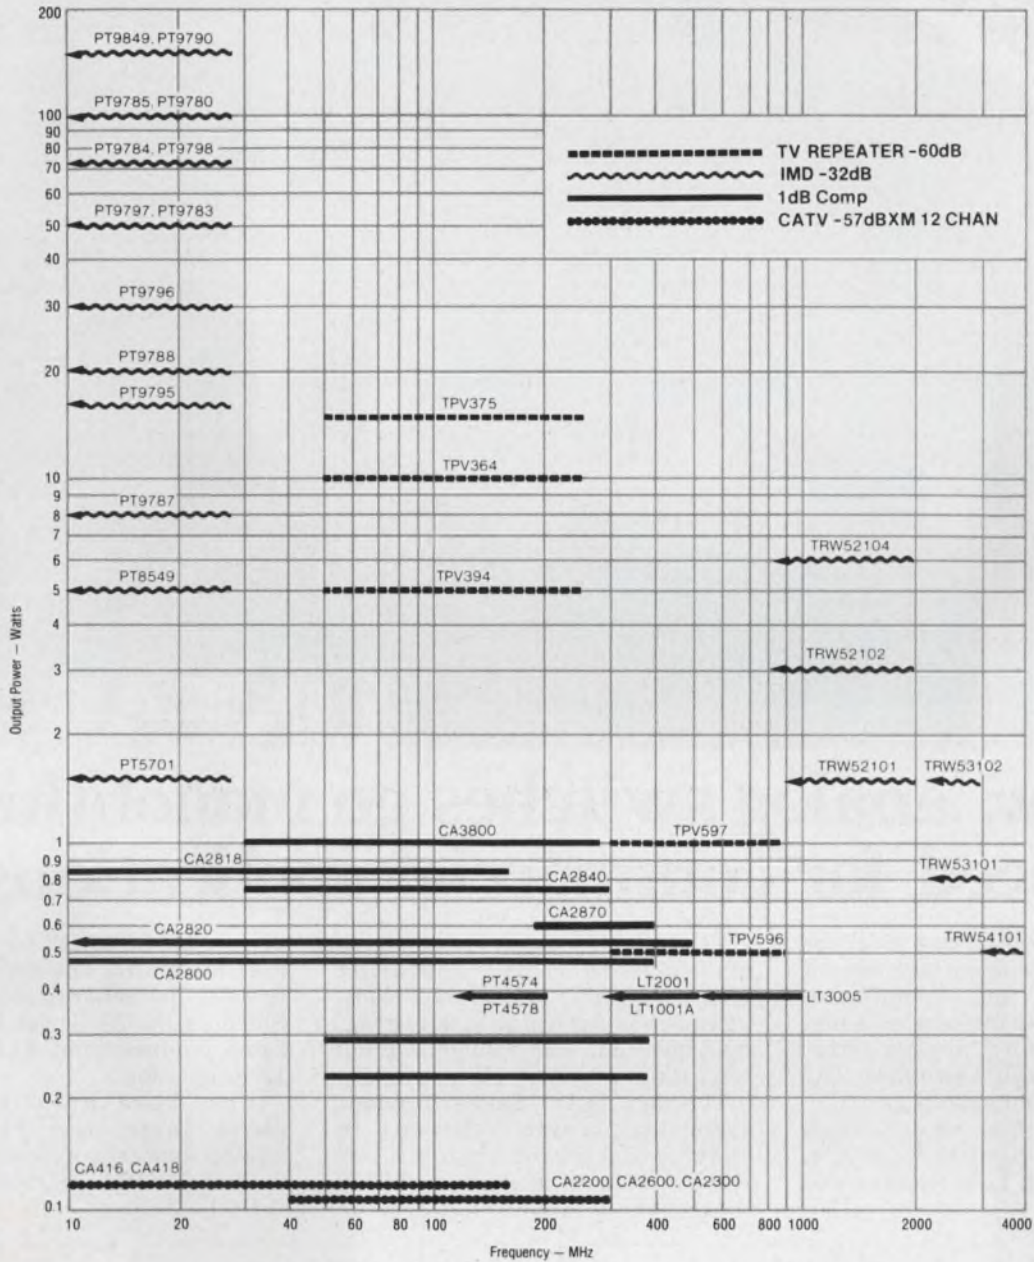 200
PT9849, PT9790
PT9785, PT9780
100
90
80
PT9784, PT9798
70
60
PT9797, PT9783
50
40
TV REPEATER -60dB
IMD -32dB
1dB Comp
CATV -57dBXM 12 CHAN
PT9796
30
PT9788
20
PT9795
TPV375
TPV364
10
9
PT9787
8
7
TRW52104
6
PT8549
TPV394
5
4
TRW52102
3
Output Power – Watts
2
PT5701
TRW52101
TRW53102
CA3800
TPV597
1
0.9
CA2818
TRW53101
0.8
CA2840
0.7
CA2870
0.6
CA2820
TPV596
TRW54101
0.5
CA2800
PT4574
LT2001
0.4
LT3005
PT4578
LT1001A
0.3
0.2
CA416, CA418
CA2200, CA2600, CA2300
0.1
10 20 40 60 80 100 200 400 600 800 1000 2000 4000
Frequency – MHz